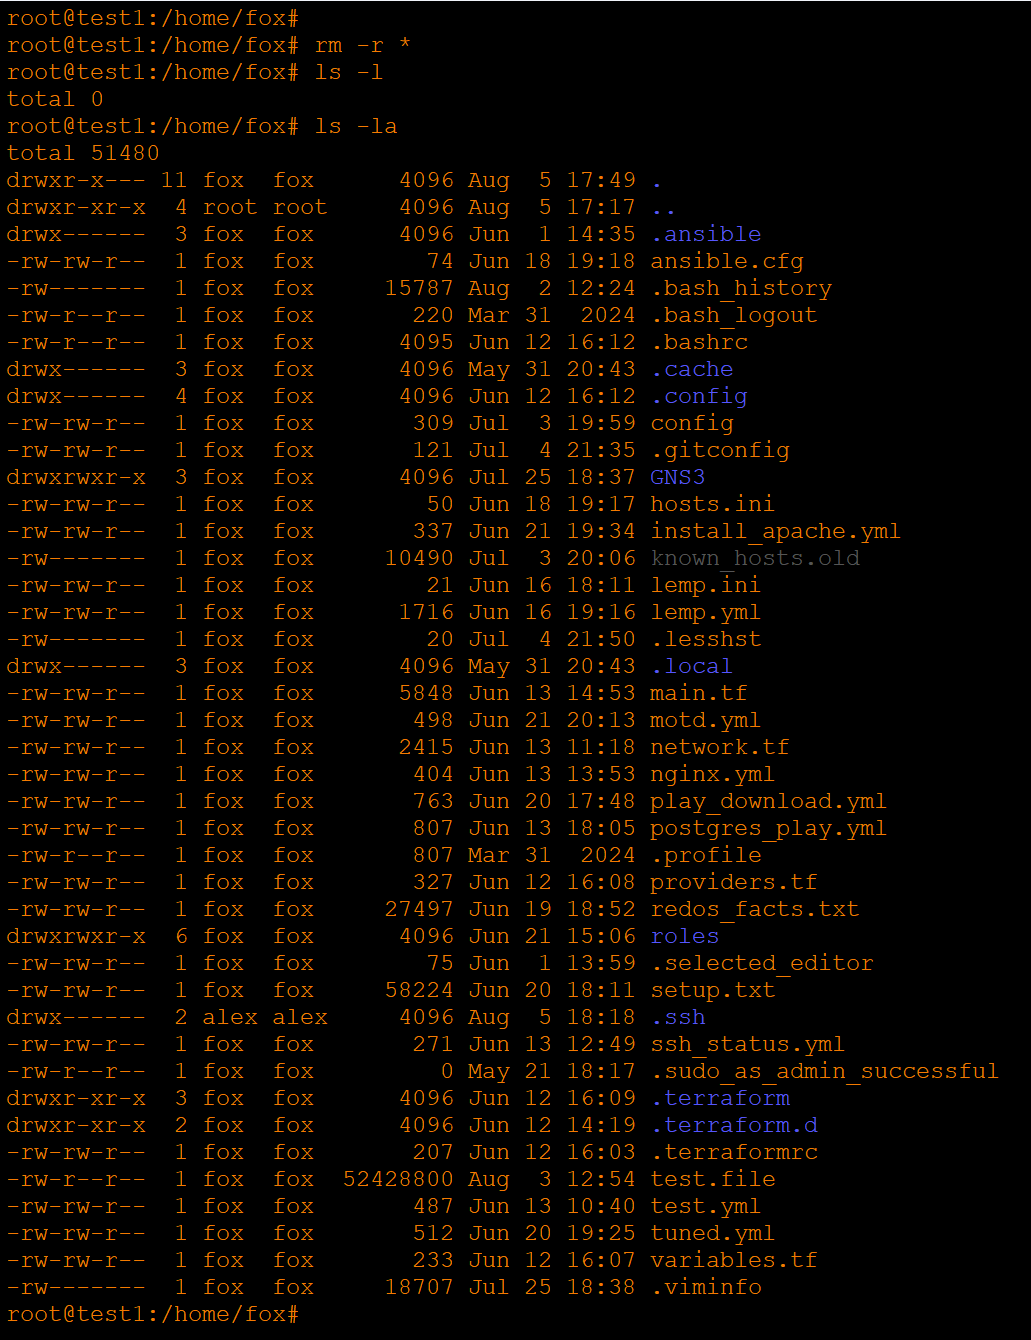 root@test1:/home/fox#
root@test1:/home/fox# rm -r *
root@test1:/home/fox# ls -l
total 0
root@test1:/home/fox# ls -la
total 51480
drwxr-x--- 11 fox  fox      4096 Aug  5 17:49 .
drwxr-xr-x  4 root root     4096 Aug  5 17:17 ..
drwx------  3 fox  fox      4096 Jun  1 14:35 .ansible
-rw-rw-r--  1 fox  fox        74 Jun 18 19:18 ansible.cfg
-rw-------  1 fox  fox     15787 Aug  2 12:24 .bash_history
-rw-r--r--  1 fox  fox       220 Mar 31  2024 .bash_logout
-rw-r--r--  1 fox  fox      4095 Jun 12 16:12 .bashrc
drwx------  3 fox  fox      4096 May 31 20:43 .cache
drwx------  4 fox  fox      4096 Jun 12 16:12 .config
-rw-rw-r--  1 fox  fox       309 Jul  3 19:59 config
-rw-rw-r--  1 fox  fox       121 Jul  4 21:35 .gitconfig
drwxrwxr-x  3 fox  fox      4096 Jul 25 18:37 GNS3
-rw-rw-r--  1 fox  fox        50 Jun 18 19:17 hosts.ini
-rw-rw-r--  1 fox  fox       337 Jun 21 19:34 install_apache.yml
-rw-------  1 fox  fox     10490 Jul  3 20:06 known_hosts.old
-rw-rw-r--  1 fox  fox        21 Jun 16 18:11 lemp.ini
-rw-rw-r--  1 fox  fox      1716 Jun 16 19:16 lemp.yml
-rw-------  1 fox  fox        20 Jul  4 21:50 .lesshst
drwx------  3 fox  fox      4096 May 31 20:43 .local
-rw-rw-r--  1 fox  fox      5848 Jun 13 14:53 main.tf
-rw-rw-r--  1 fox  fox       498 Jun 21 20:13 motd.yml
-rw-rw-r--  1 fox  fox      2415 Jun 13 11:18 network.tf
-rw-rw-r--  1 fox  fox       404 Jun 13 13:53 nginx.yml
-rw-rw-r--  1 fox  fox       763 Jun 20 17:48 play_download.yml
-rw-rw-r--  1 fox  fox       807 Jun 13 18:05 postgres_play.yml
-rw-r--r--  1 fox  fox       807 Mar 31  2024 .profile
-rw-rw-r--  1 fox  fox       327 Jun 12 16:08 providers.tf
-rw-rw-r--  1 fox  fox     27497 Jun 19 18:52 redos_facts.txt
drwxrwxr-x  6 fox  fox      4096 Jun 21 15:06 roles
-rw-rw-r--  1 fox  fox        75 Jun  1 13:59 .selected_editor
-rw-rw-r--  1 fox  fox     58224 Jun 20 18:11 setup.txt
drwx------  2 alex alex     4096 Aug  5 18:18 .ssh
-rw-rw-r--  1 fox  fox       271 Jun 13 12:49 ssh_status.yml
-rw-r--r--  1 fox  fox         0 May 21 18:17 .sudo_as_admin_successful
drwxr-xr-x  3 fox  fox      4096 Jun 12 16:09 .terraform
drwxr-xr-x  2 fox  fox      4096 Jun 12 14:19 .terraform.d
-rw-rw-r--  1 fox  fox       207 Jun 12 16:03 .terraformrc
-rw-r--r--  1 fox  fox  52428800 Aug  3 12:54 test.file
-rw-rw-r--  1 fox  fox       487 Jun 13 10:40 test.yml
-rw-rw-r--  1 fox  fox       512 Jun 20 19:25 tuned.yml
-rw-rw-r--  1 fox  fox       233 Jun 12 16:07 variables.tf
-rw-------  1 fox  fox     18707 Jul 25 18:38 .viminfo
root@test1:/home/fox#